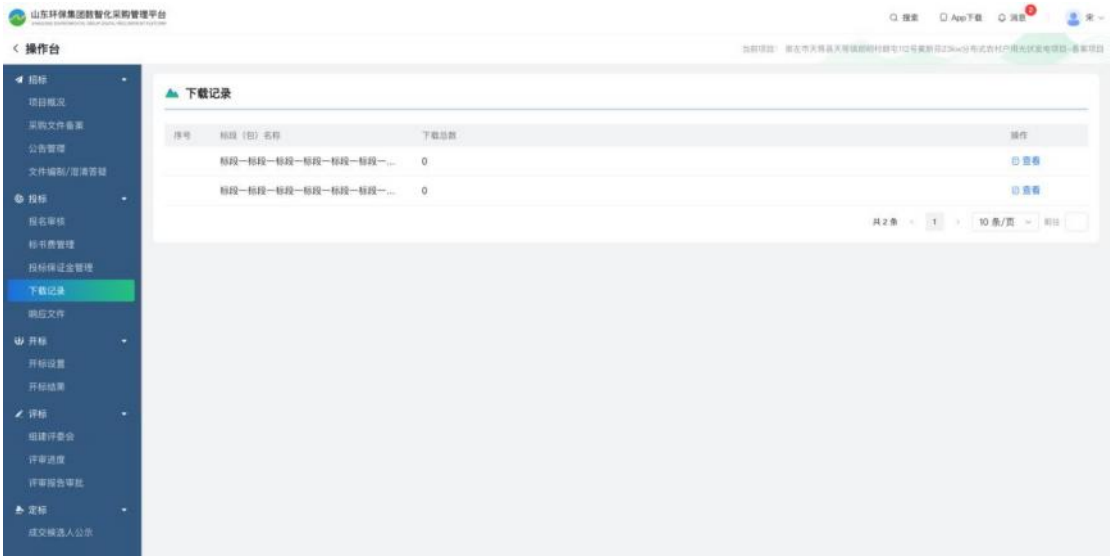 山东环保集团数智化采购管理平台
搜索
App下载
消息
2
宋
操作台
当前项目:
招标
项目概况
采购文件备案
公告管理
文件编制/澄清答疑
投标
报名审核
标书费管理
投标保证金管理
下载记录
响应文件
开标
开标设置
开标结果
评标
组建评委会
评审进度
评审报告审批
定标
成交候选人公示
下载记录
序号 标段（包）名称 下载总数 操作
标段一标段一标段一标段一标段一标段一... 0 查看
标段一标段一标段一标段一标段一标段一... 0 查看
共 2 条 1 10 条/页 前往